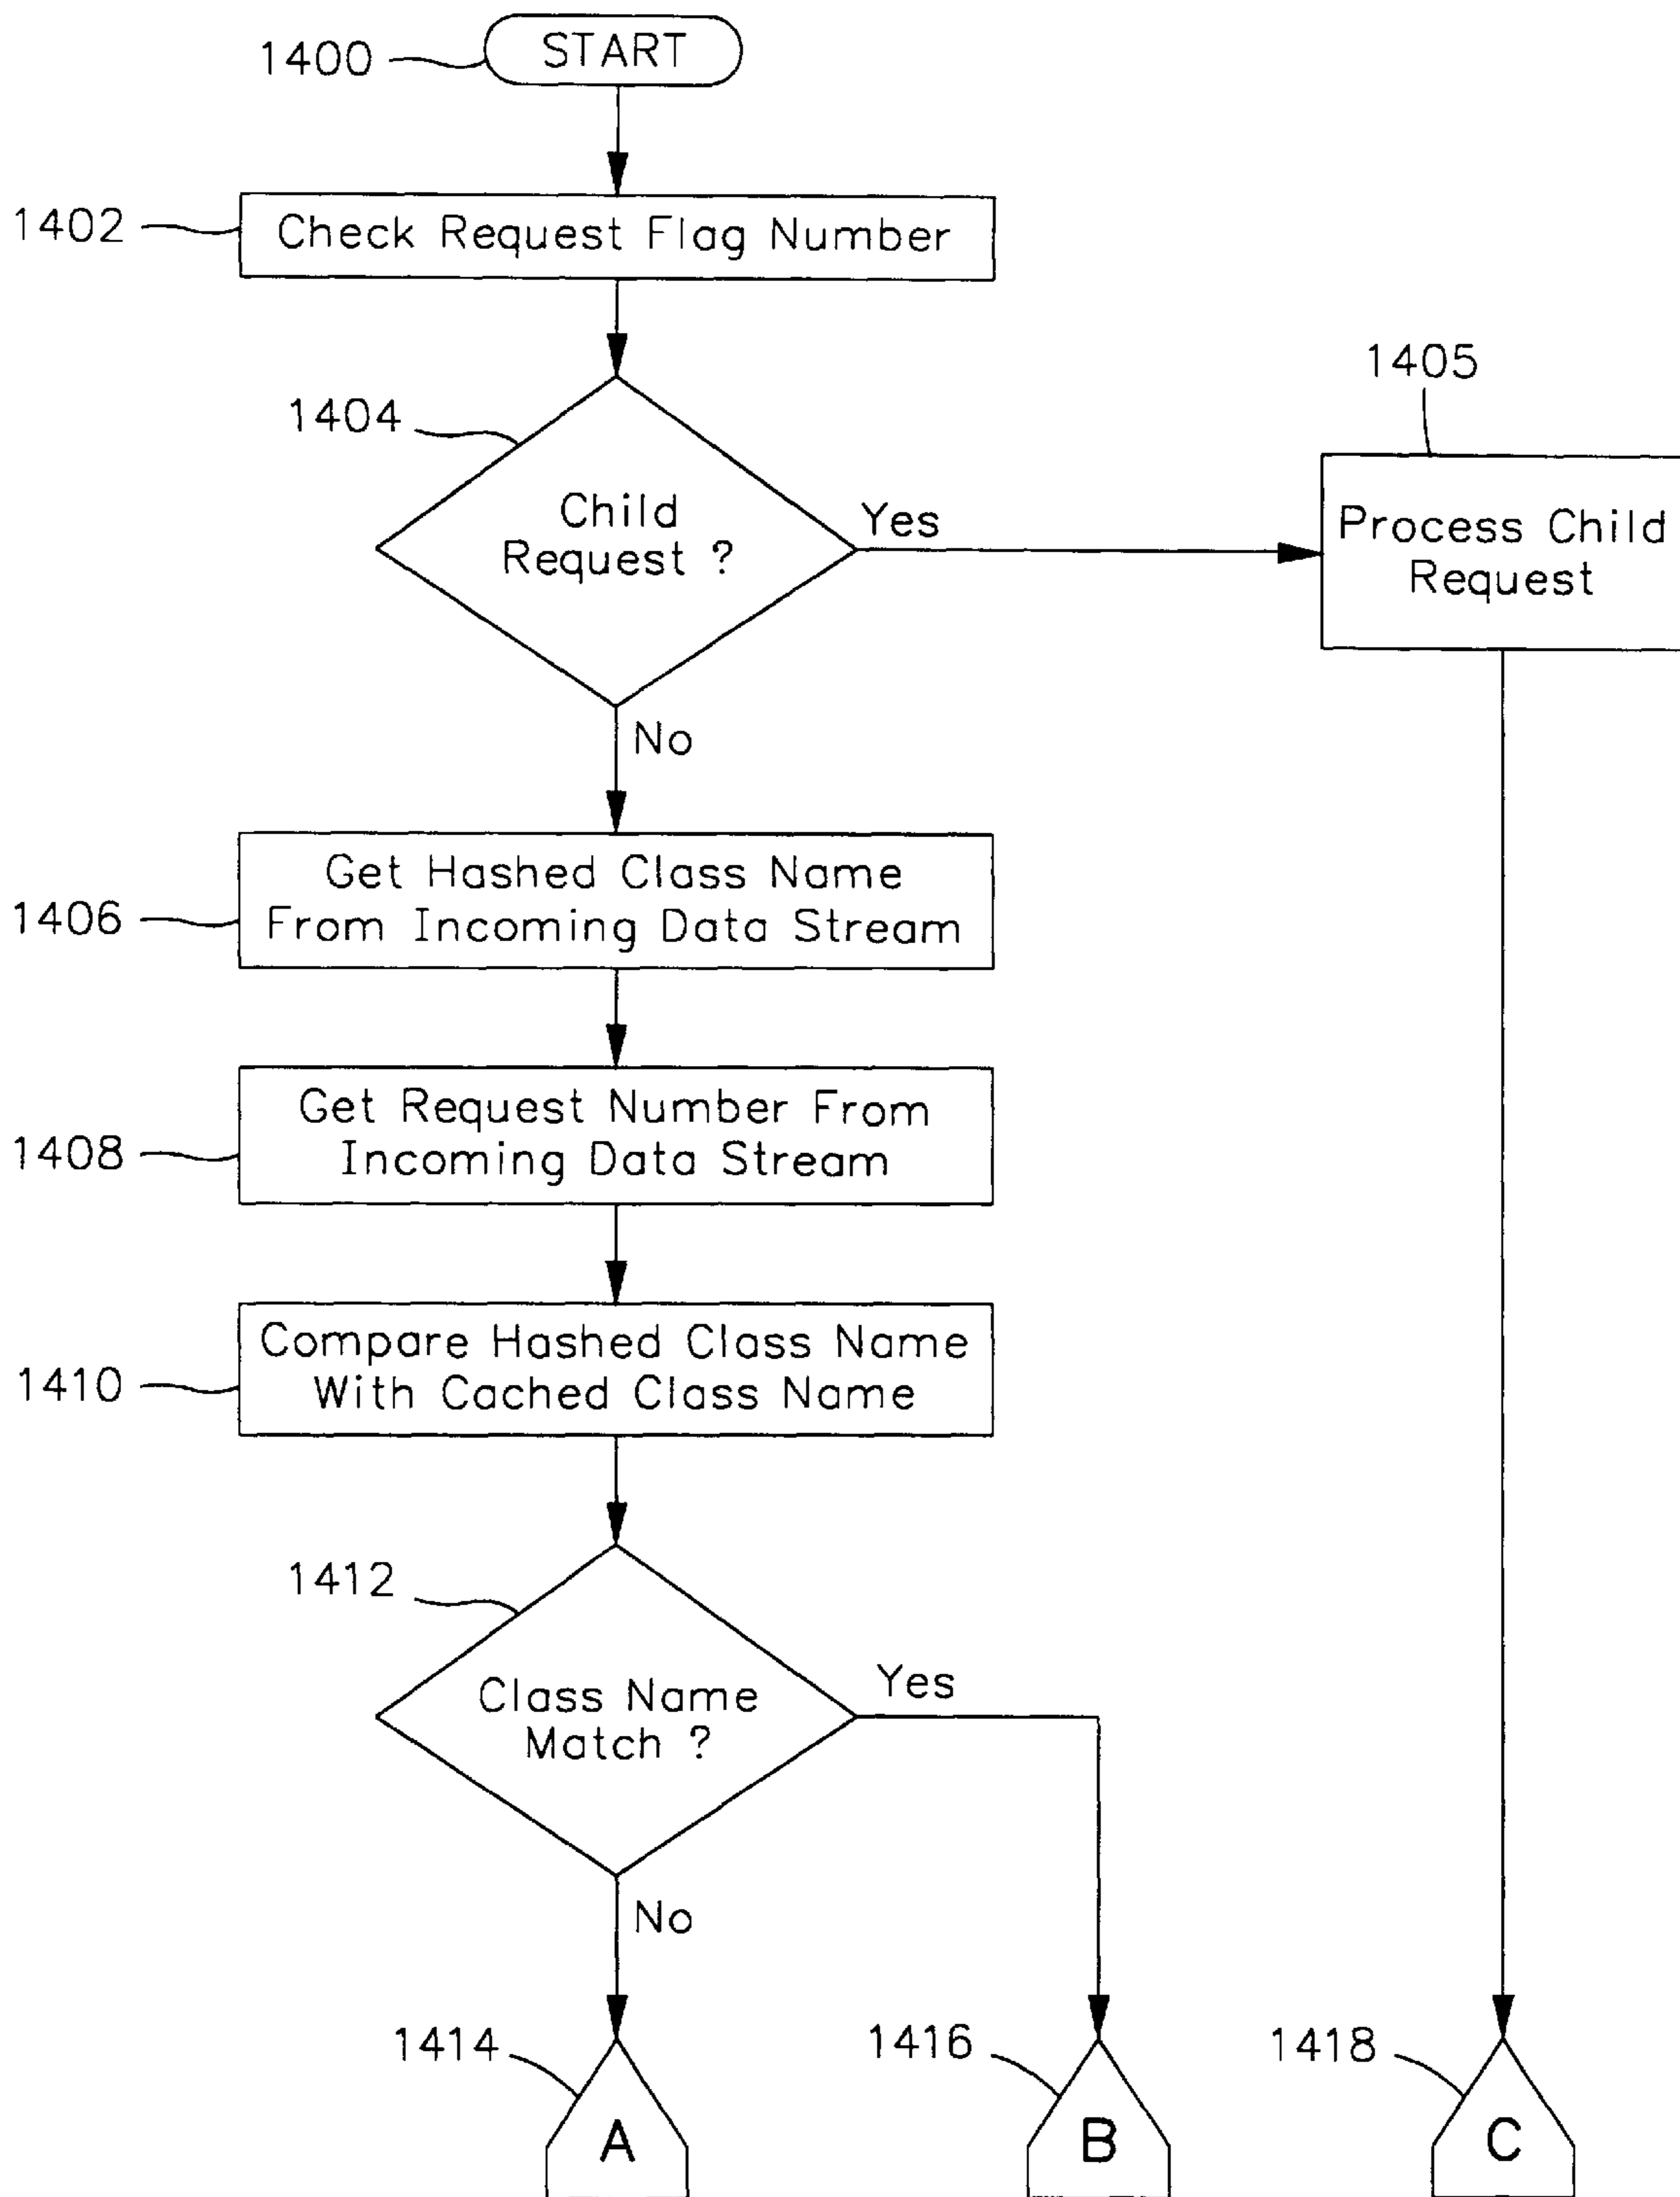 1400
START
1402
Check Request Flag Number
1404
Child
Request ?
Yes
1405
Process Child
Request
No
1406
Get Hashed Class Name
From Incoming Data Stream
1408
Get Request Number From
Incoming Data Stream
1410
Compare Hashed Class Name
With Cached Class Name
1412
Class Name
Match ?
Yes
No
1414
A
1416
B
1418
C